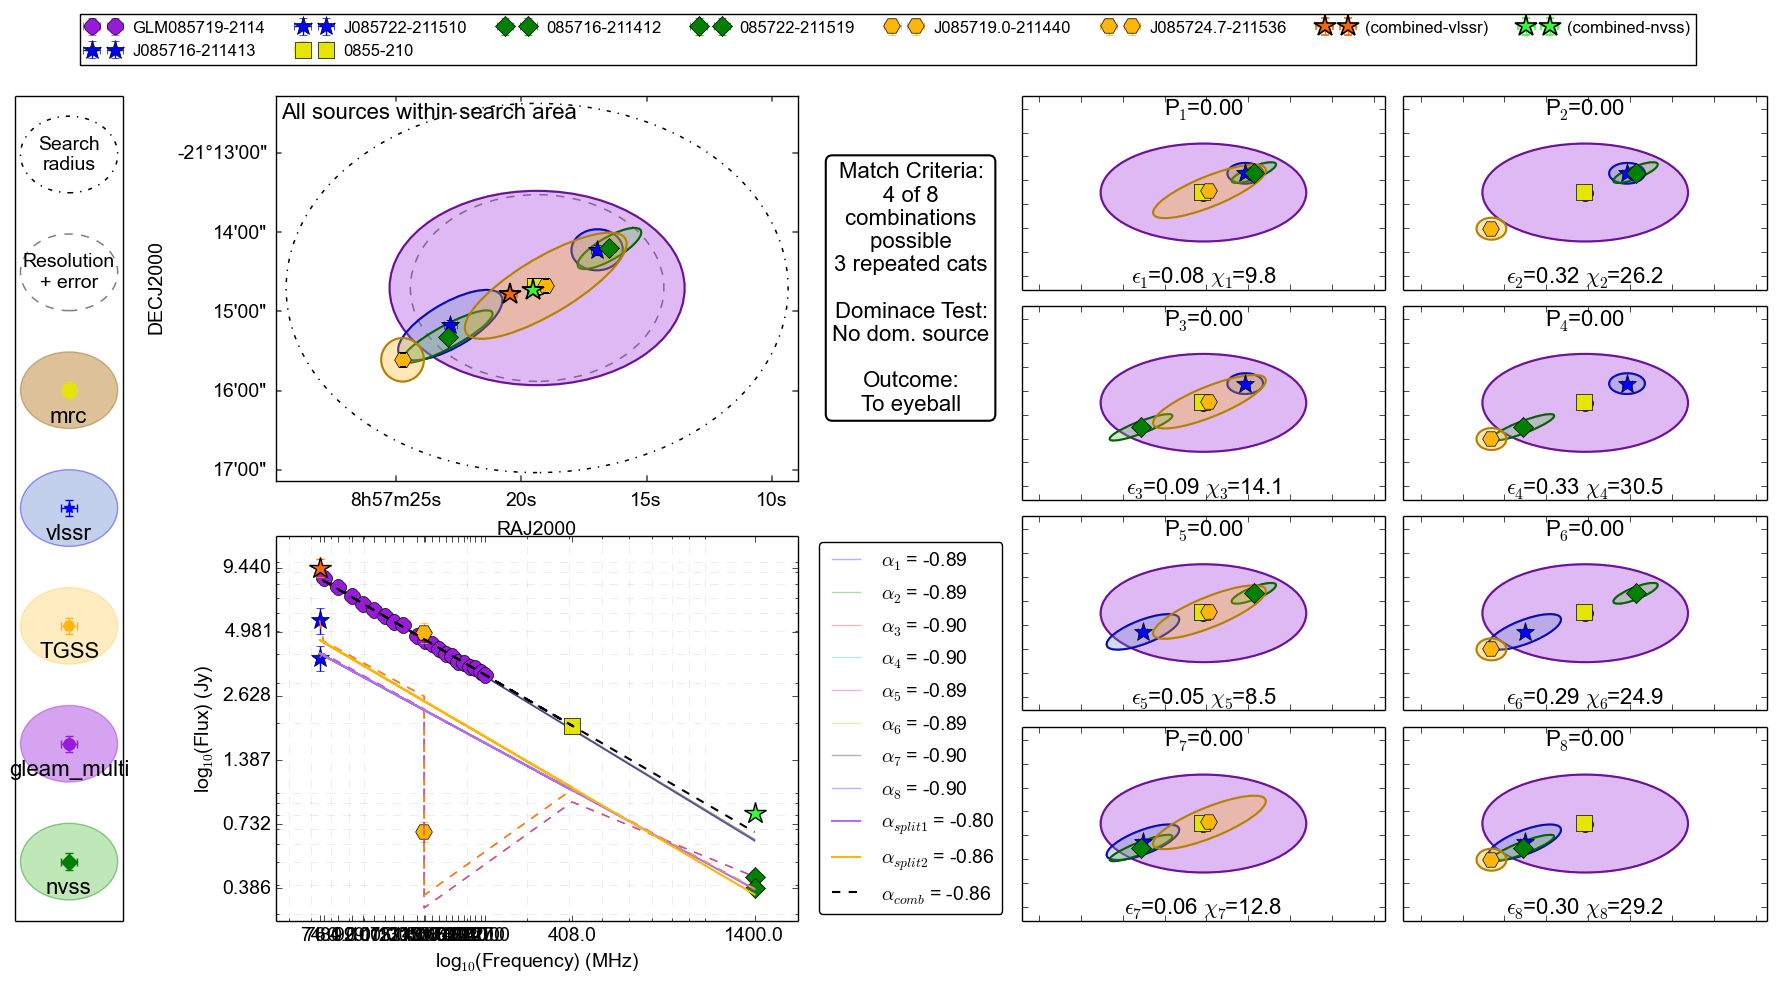 GLM085719-2114 J085722-211510 085716-211412 085722-211519 J085719.0-211440 J085724.7-211536 (combined-vlssr) (combined-nvss)
J085716-211413 0855-210
Search
radius
Resolution
+ error
mrc
vlssr
TGSS
gleam_multi
nvss
All sources within search area
DECJ2000
-21°13'00"
14'00"
15'00"
16'00"
17'00"
8h57m25s 20s 15s 10s
RAJ2000
Match Criteria:
4 of 8
combinations
possible
3 repeated cats
Dominace Test:
No dom. source
Outcome:
To eyeball
log10(Flux) (Jy)
9.440
4.981
2.628
1.387
0.732
0.386
408.0 1400.0
log10(Frequency) (MHz)
α1 = -0.89
α2 = -0.89
α3 = -0.90
α4 = -0.90
α5 = -0.89
α6 = -0.89
α7 = -0.90
α8 = -0.90
αsplit1 = -0.80
αsplit2 = -0.86
αcomb = -0.86
P1=0.00
ϵ1=0.08 χ1=9.8
P2=0.00
ϵ2=0.32 χ2=26.2
P3=0.00
ϵ3=0.09 χ3=14.1
P4=0.00
ϵ4=0.33 χ4=30.5
P5=0.00
ϵ5=0.05 χ5=8.5
P6=0.00
ϵ6=0.29 χ6=24.9
P7=0.00
ϵ7=0.06 χ7=12.8
P8=0.00
ϵ8=0.30 χ8=29.2